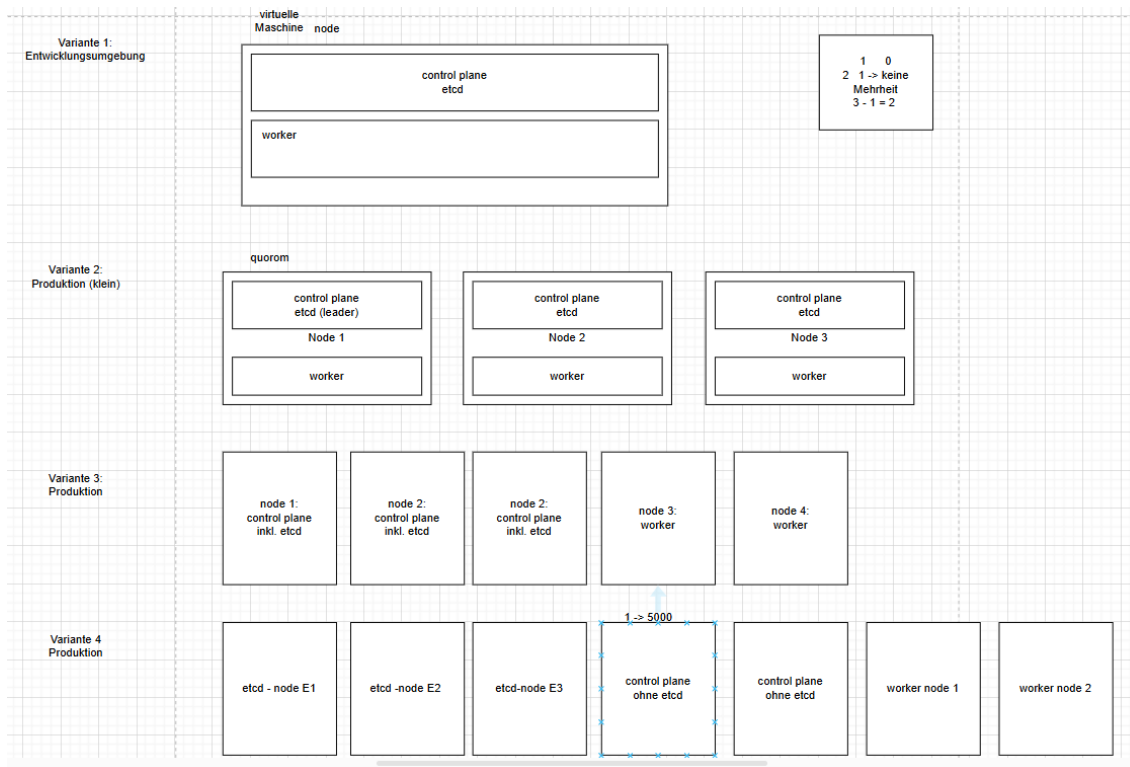 virtuelle
Maschine node
Variante 1:
Entwicklungsumgebung
control plane
etcd
worker
1 0
2 1 -> keine
Mehrheit
3 - 1 = 2
Variante 2:
Produktion (klein)
quorom
control plane
etcd (leader)
Node 1
worker
control plane
etcd
Node 2
worker
control plane
etcd
Node 3
worker
Variante 3:
Produktion
node 1:
control plane
inkl. etcd
node 2:
control plane
inkl. etcd
node 2:
control plane
inkl. etcd
node 3:
worker
node 4:
worker
1 -> 5000
Variante 4
Produktion
etcd - node E1
etcd -node E2
etcd-node E3
control plane
ohne etcd
control plane
ohne etcd
worker node 1
worker node 2